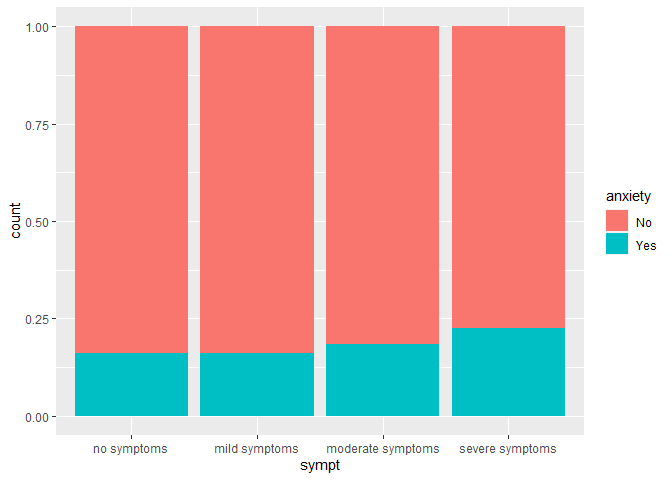 1.00
0.75
0.50
0.25
0.00
count
no symptoms mild symptoms moderate symptoms severe symptoms
sympt
anxiety
No
Yes